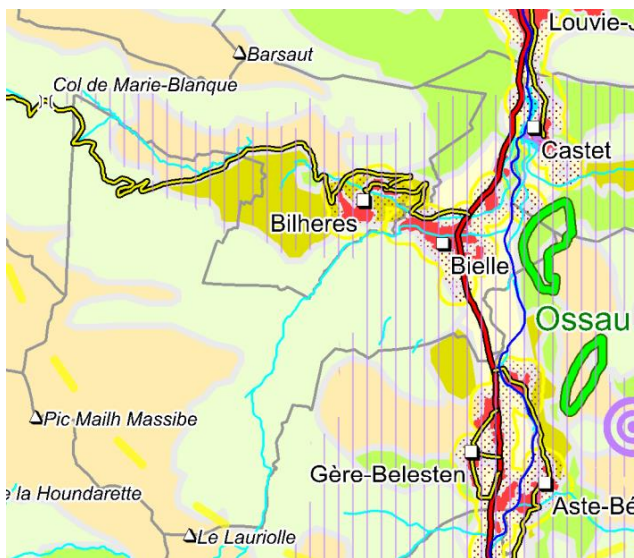 Louvie-J
Barsaut
Col de Marie-Blanque
Castet
Bilheres
Bielle
Ossau
Pic Mailh Massibe
Gère-Belesten
e la Houndarette
Aste-Bé
Le Lauriolle